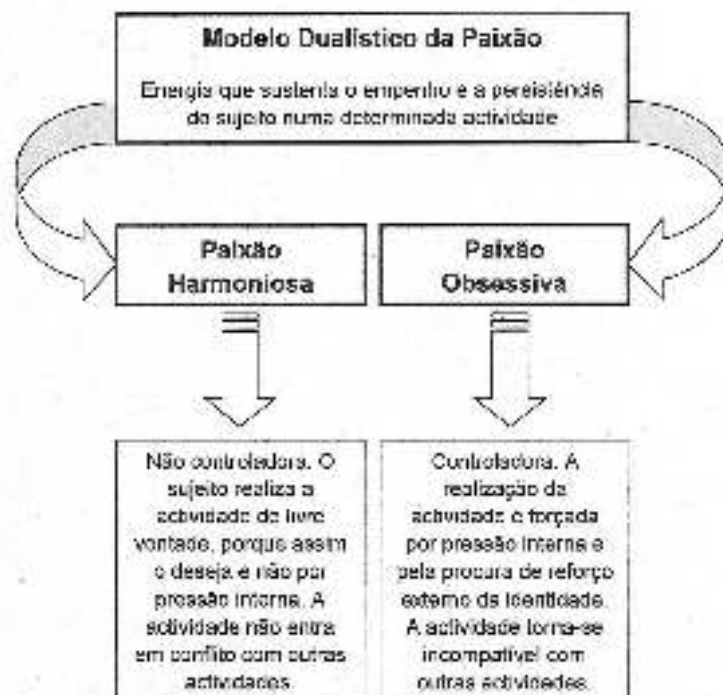 Modelo Dualístico da Paixão
Energia que sustenta o empenho e a persistência
do sujeito numa determinada actividade
Paixão
Harmoniosa
Paixão
Obsessiva
Não controladora. O
sujeito realiza a
actividade de livre
vontade, porque assim
o deseja e não por
pressão interna. A
actividade não entra
em conflito com outras
actividades.
Controladora. A
realização da
actividade é forçada
por pressão interna e
pela procura de reforço
externo da identidade.
A actividade torna-se
incompatível com
outras actividades.